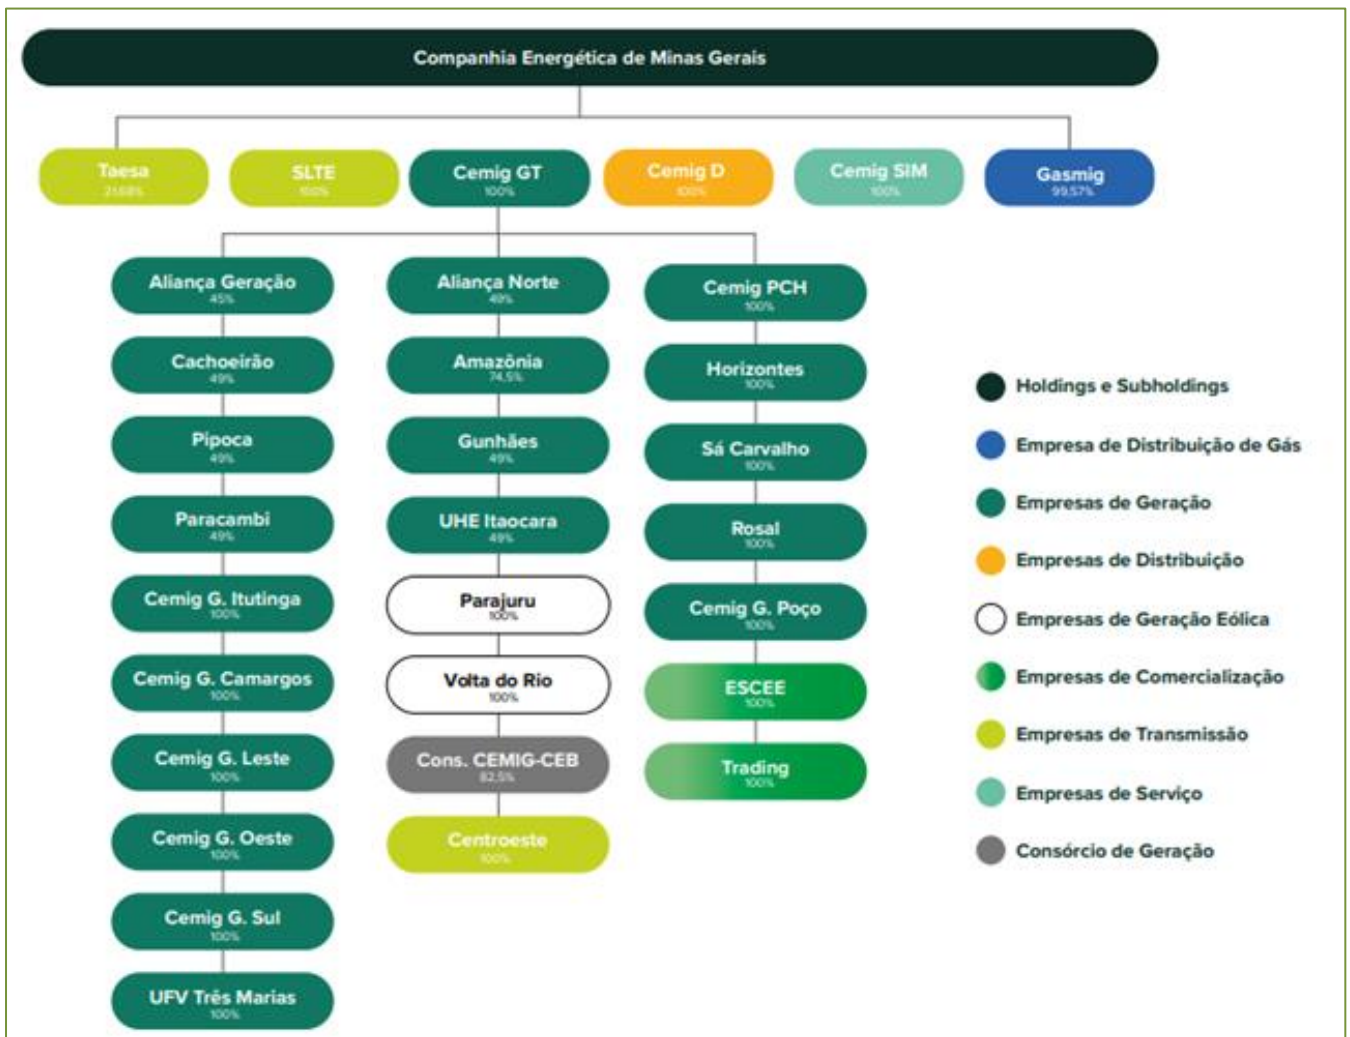 Companhia Energética de Minas Gerais
Taesa
21,68%
SLTE
100%
Cemig GT
100%
Cemig D
100%
Cemig SIM
100%
Gasmig
99,57%
Aliança Geração
45%
Cachoeirão
49%
Pipoca
49%
Paracambi
49%
Cemig G. Itutinga
100%
Cemig G. Camargos
100%
Cemig G. Leste
100%
Cemig G. Oeste
100%
Cemig G. Sul
100%
UFV Três Marias
100%
Aliança Norte
49%
Amazônia
74,5%
Gunhães
49%
UHE Itaocara
49%
Parajuru
100%
Volta do Rio
100%
Cons. CEMIG-CEB
82,5%
Centroeste
100%
Cemig PCH
100%
Horizontes
100%
Sá Carvalho
100%
Rosal
100%
Cemig G. Poço
100%
ESCEE
100%
Trading
100%
Holdings e Subholdings
Empresa de Distribuição de Gás
Empresas de Geração
Empresas de Distribuição
Empresas de Geração Eólica
Empresas de Comercialização
Empresas de Transmissão
Empresas de Serviço
Consórcio de Geração